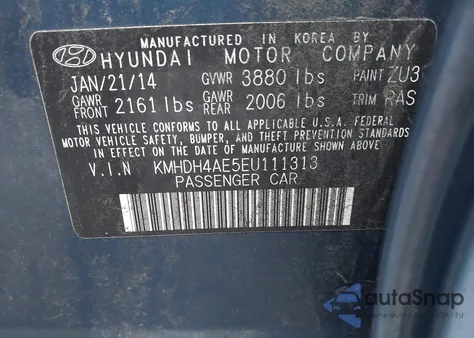 MANUFACTURED IN KOREA BY
HYUNDAI MOTOR COMPANY
JAN/21/14 GVWR 3880 lbs PAINT ZU3
GAWR FRONT 2161 lbs GAWR REAR 2006 lbs TRIM RAS
THIS VEHICLE CONFORMS TO ALL APPLICABLE U.S.A. FEDERAL
MOTOR VEHICLE SAFETY, BUMPER, AND THEFT PREVENTION STANDARDS
IN EFFECT ON THE DATE OF MANUFACTURE SHOWN ABOVE.
V.I.N KMHDH4AE5EU111313
PASSENGER CAR
autoSnap